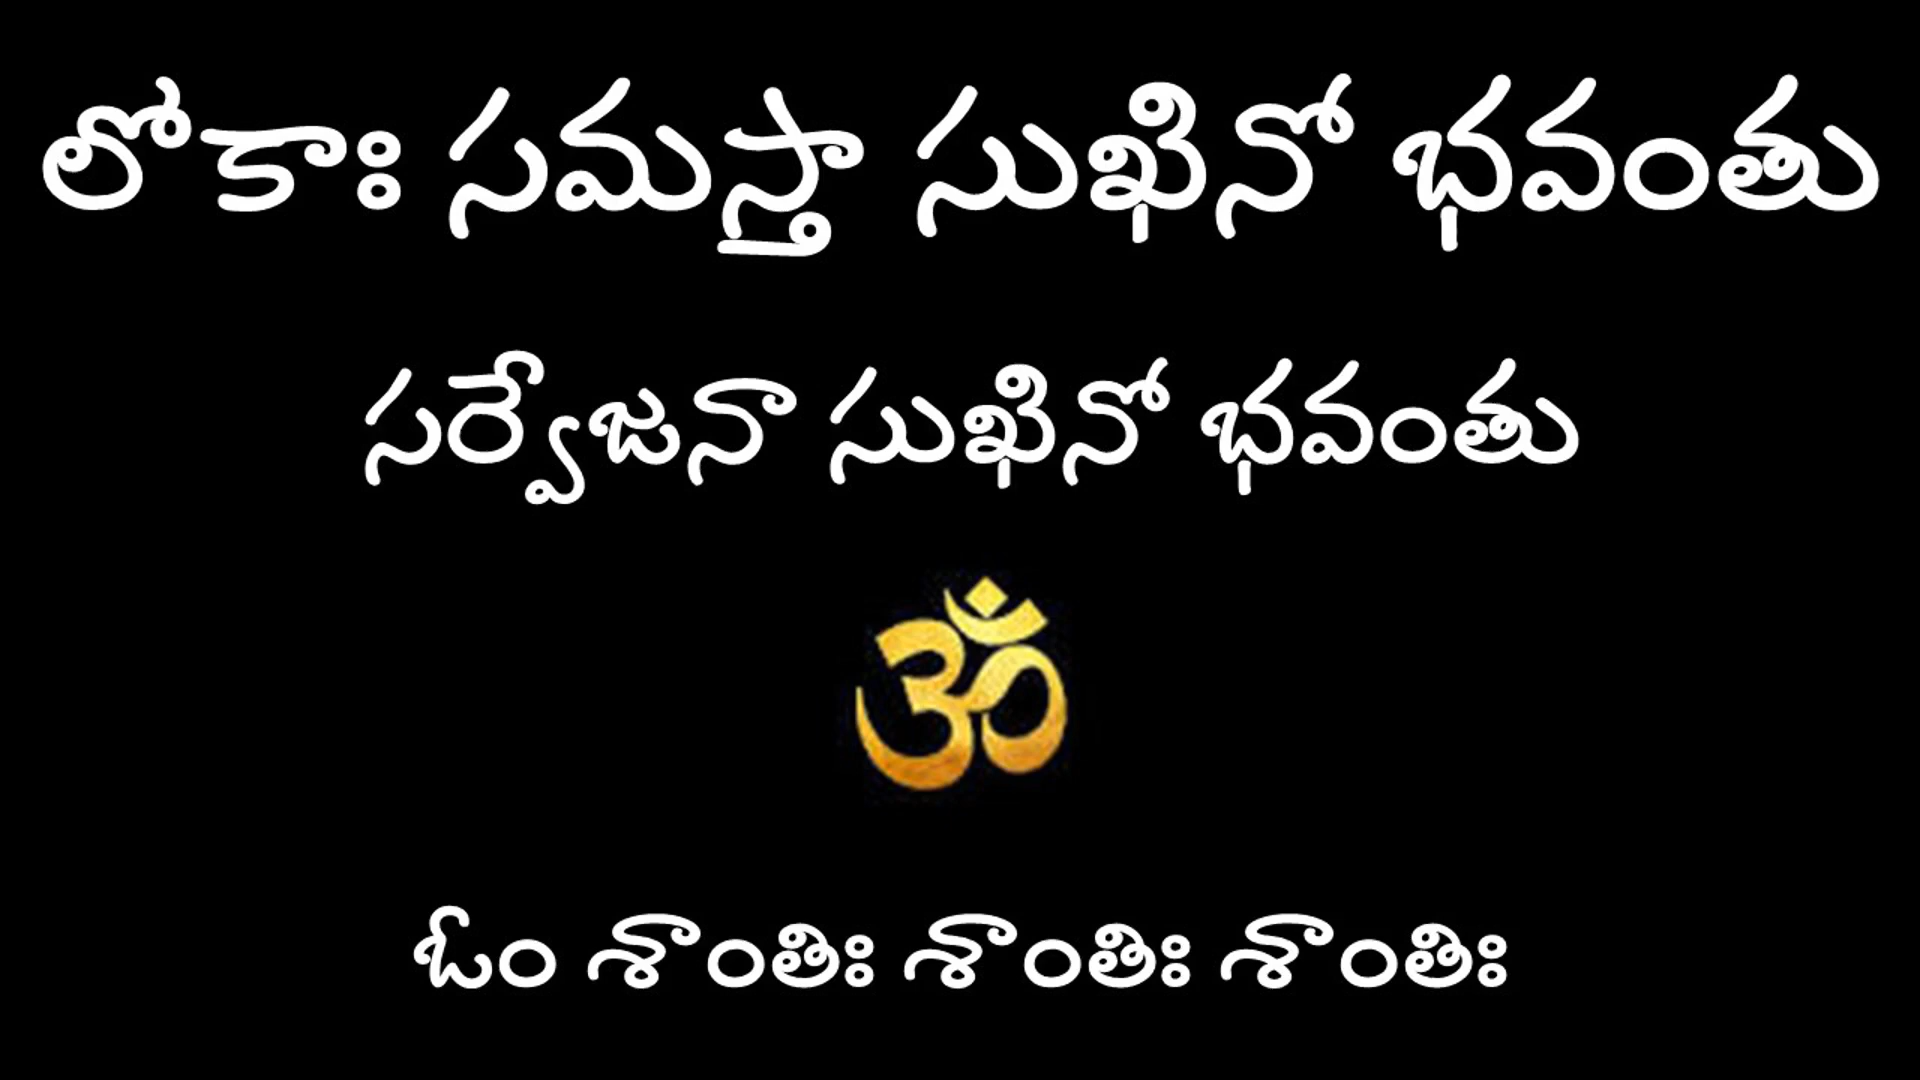 లోకాః సమస్తా సుఖినో భవంతు
సర్వేజనా సుఖినో భవంతు
ॐ
ఓం శాంతిః శాంతిః శాంతిః